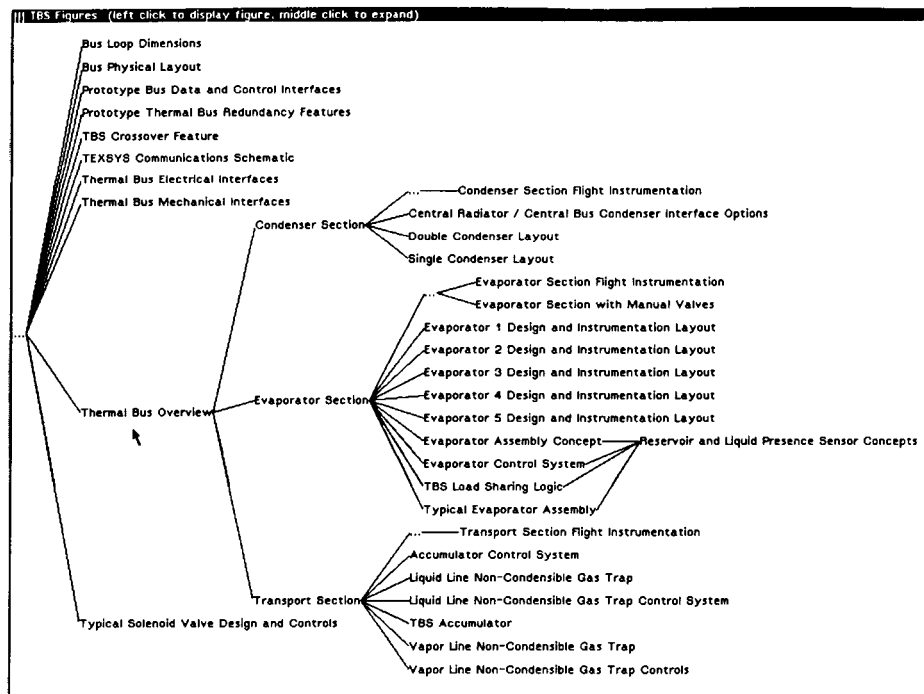 TBS Figures (left click to display figure, middle click to expand)
Bus Loop Dimensions
Bus Physical Layout
Prototype Bus Data and Control Interfaces
Prototype Thermal Bus Redundancy Features
TBS Crossover Feature
TEXSYS Communications Schematic
Thermal Bus Electrical Interfaces
Thermal Bus Mechanical Interfaces
...
Thermal Bus Overview
Typical Solenoid Valve Design and Controls
Condenser Section
... Condenser Section Flight Instrumentation
Central Radiator / Central Bus Condenser Interface Options
Double Condenser Layout
Single Condenser Layout
Evaporator Section
...
Evaporator Section Flight Instrumentation
Evaporator Section with Manual Valves
Evaporator 1 Design and Instrumentation Layout
Evaporator 2 Design and Instrumentation Layout
Evaporator 3 Design and Instrumentation Layout
Evaporator 4 Design and Instrumentation Layout
Evaporator 5 Design and Instrumentation Layout
Evaporator Assembly Concept
Reservoir and Liquid Presence Sensor Concepts
Evaporator Control System
TBS Load Sharing Logic
Typical Evaporator Assembly
Transport Section
... Transport Section Flight Instrumentation
Accumulator Control System
Liquid Line Non-Condensible Gas Trap
Liquid Line Non-Condensible Gas Trap Control System
TBS Accumulator
Vapor Line Non-Condensible Gas Trap
Vapor Line Non-Condensible Gas Trap Controls